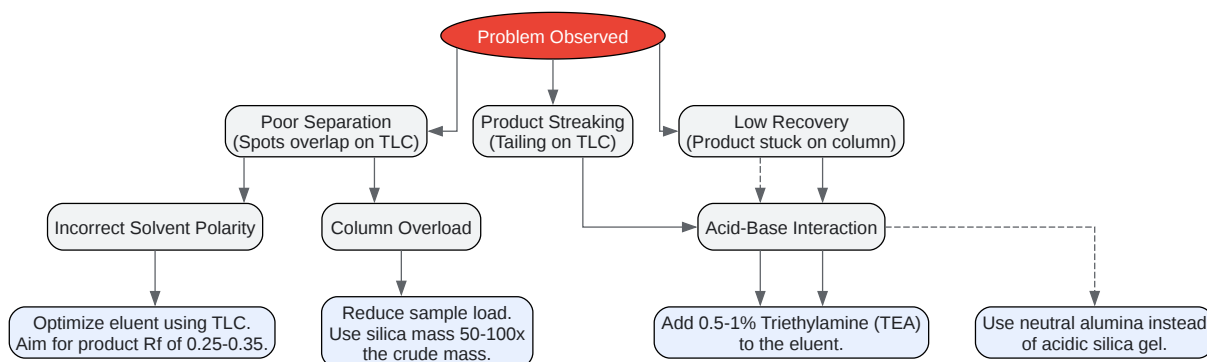 Problem Observed
Poor Separation
(Spots overlap on TLC)
Product Streaking
(Tailing on TLC)
Low Recovery
(Product stuck on column)
Incorrect Solvent Polarity
Column Overload
Acid-Base Interaction
Optimize eluent using TLC.
Aim for product Rf of 0.25-0.35.
Reduce sample load.
Use silica mass 50-100x
the crude mass.
Add 0.5-1% Triethylamine (TEA)
to the eluent.
Use neutral alumina instead
of acidic silica gel.